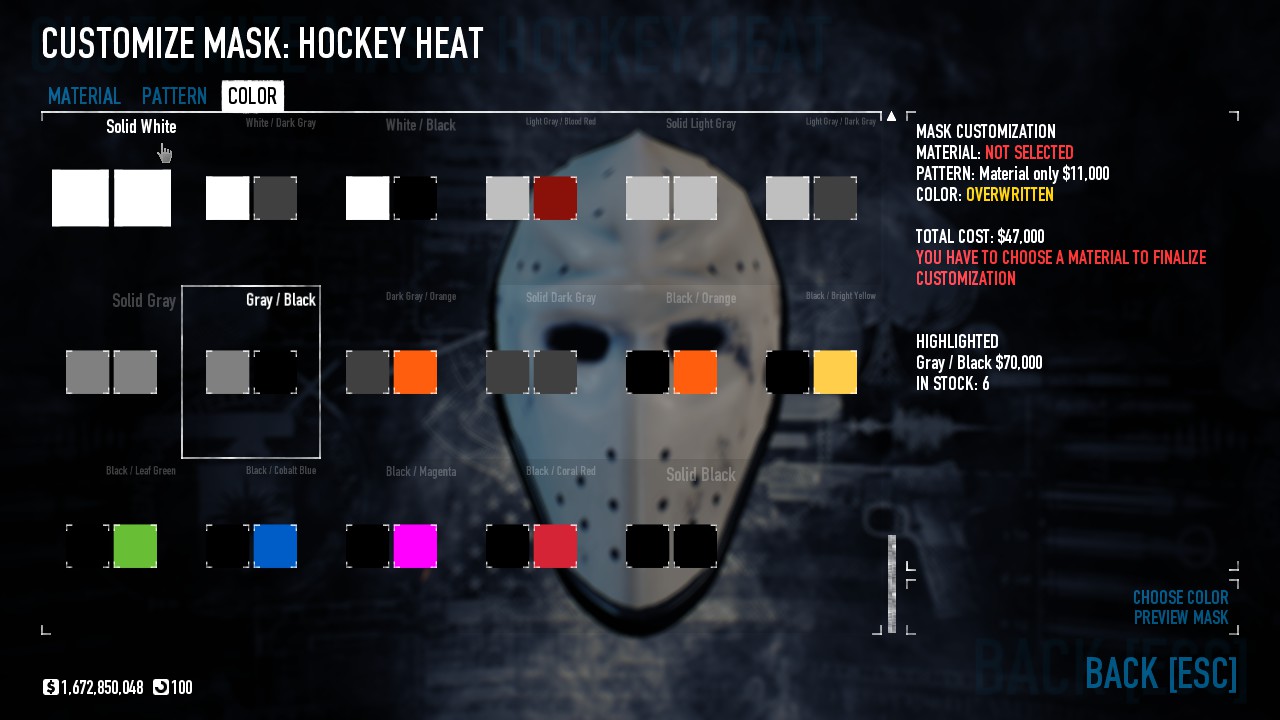 CUSTOMIZE MASK: HOCKEY HEAT
MATERIAL PATTERN COLOR
Solid White White / Dark Gray White / Black Light Gray / Blood Red Solid Light Gray Light Gray / Dark Gray
Solid Gray Gray / Black Dark Gray / Orange Solid Dark Gray Black / Orange Black / Bright Yellow
Black / Leaf Green Black / Cobalt Blue Black / Magenta Black / Coral Red Solid Black
MASK CUSTOMIZATION
MATERIAL: NOT SELECTED
PATTERN: Material only $11,000
COLOR: OVERWRITTEN
TOTAL COST: $47,000
YOU HAVE TO CHOOSE A MATERIAL TO FINALIZE
CUSTOMIZATION
HIGHLIGHTED
Gray / Black $70,000
IN STOCK: 6
CHOOSE COLOR
PREVIEW MASK
BACK [ESC]
$ 1,672,850,048 100